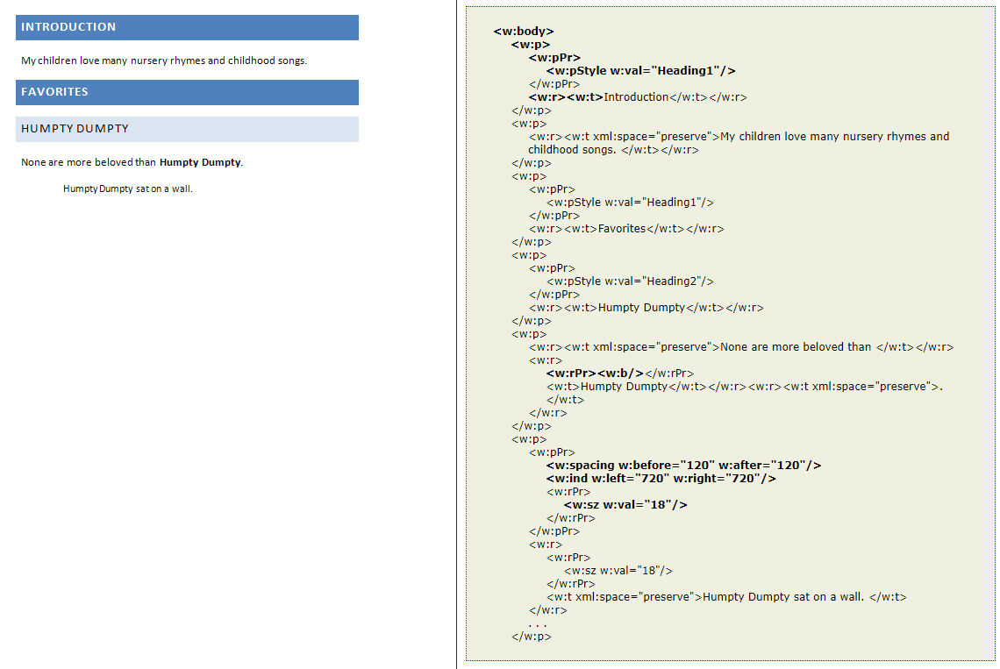 INTRODUCTION
My children love many nursery rhymes and childhood songs.
FAVORITES
HUMPTY DUMPTY
None are more beloved than Humpty Dumpty.
Humpty Dumpty sat on a wall.
<w:body>
<w:p>
<w:pPr>
<w:pStyle w:val="Heading1"/>
</w:pPr>
<w:r><w:t>Introduction</w:t></w:r>
</w:p>
<w:p>
<w:r><w:t xml:space="preserve">My children love many nursery rhymes and
childhood songs. </w:t></w:r>
</w:p>
<w:p>
<w:pPr>
<w:pStyle w:val="Heading1"/>
</w:pPr>
<w:r><w:t>Favorites</w:t></w:r>
</w:p>
<w:p>
<w:pPr>
<w:pStyle w:val="Heading2"/>
</w:pPr>
<w:r><w:t>Humpty Dumpty</w:t></w:r>
</w:p>
<w:p>
<w:r><w:t xml:space="preserve">None are more beloved than </w:t></w:r>
<w:r>
<w:rPr><w:b/></w:rPr>
<w:t>Humpty Dumpty</w:t></w:r><w:r><w:t xml:space="preserve">.
</w:t>
</w:r>
</w:p>
<w:p>
<w:pPr>
<w:spacing w:before="120" w:after="120"/>
<w:ind w:left="720" w:right="720"/>
<w:rPr>
<w:sz w:val="18"/>
</w:rPr>
</w:pPr>
<w:r>
<w:rPr>
<w:sz w:val="18"/>
</w:rPr>
<w:t xml:space="preserve">Humpty Dumpty sat on a wall. </w:t>
</w:r>
. . .
</w:p>